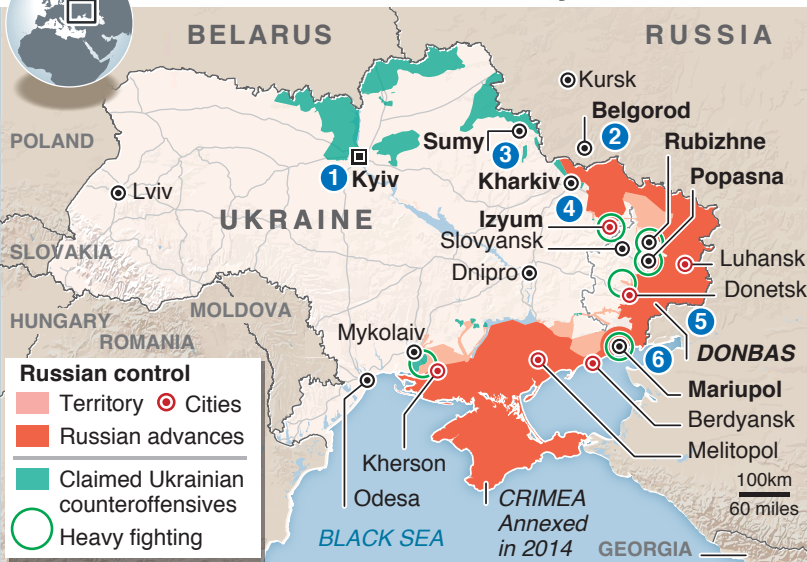 BELARUS
RUSSIA
Kursk
Belgorod
2
Rubizhne
POLAND
Sumy
3
Popasna
1 Kyiv
Kharkiv
4
Lviv
UKRAINE
Izyum
Slovyansk
SLOVAKIA
Luhansk
Dnipro
Donetsk
HUNGARY
MOLDOVA
5
ROMANIA
Mykolaiv
6
DONBAS
Mariupol
Berdyansk
Melitopol
Russian control
Territory
Cities
Russian advances
Claimed Ukrainian
counteroffensives
Heavy fighting
Kherson
Odesa
BLACK SEA
CRIMEA
Annexed
in 2014
GEORGIA
100km
60 miles